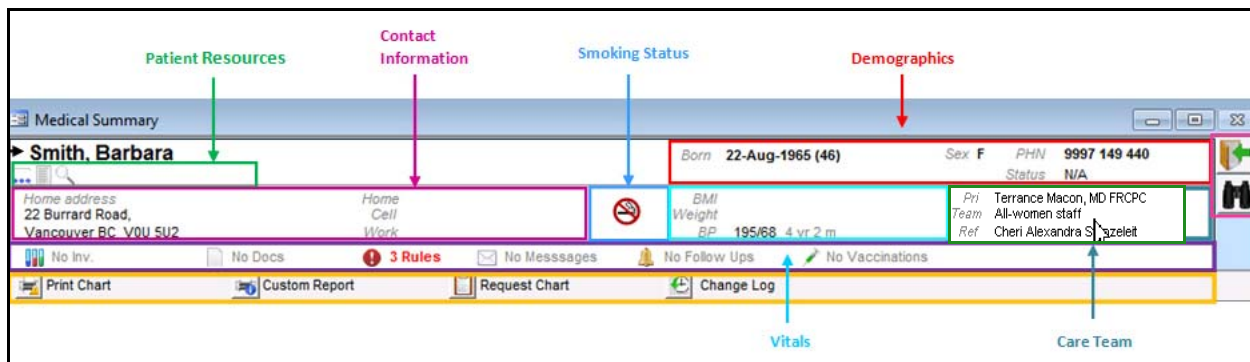 Contact
Information
Patient Resources
Smoking Status
Demographics
Medical Summary
Smith, Barbara
Born 22-Aug-1965 (46) Sex F PHN 9997 149 440
Status N/A
Home address Home BMI Pri Terrance Macon, MD FRCPC
22 Burrard Road, Cell Weight Team All-women staff
Vancouver BC V0U 5U2 Work BP 195/68 4 yr 2 m Ref Cheri Alexandra
No Inv. No Docs 3 Rules No Messsages No Follow Ups No Vaccinations
Print Chart Custom Report Request Chart Change Log
Vitals Care Team